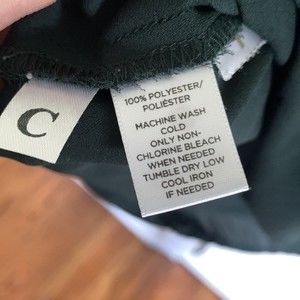 C
100% POLYESTER/
POLIÉSTER
MACHINE WASH
COLD
ONLY NON-
CHLORINE BLEACH
WHEN NEEDED
TUMBLE DRY LOW
COOL IRON
IF NEEDED